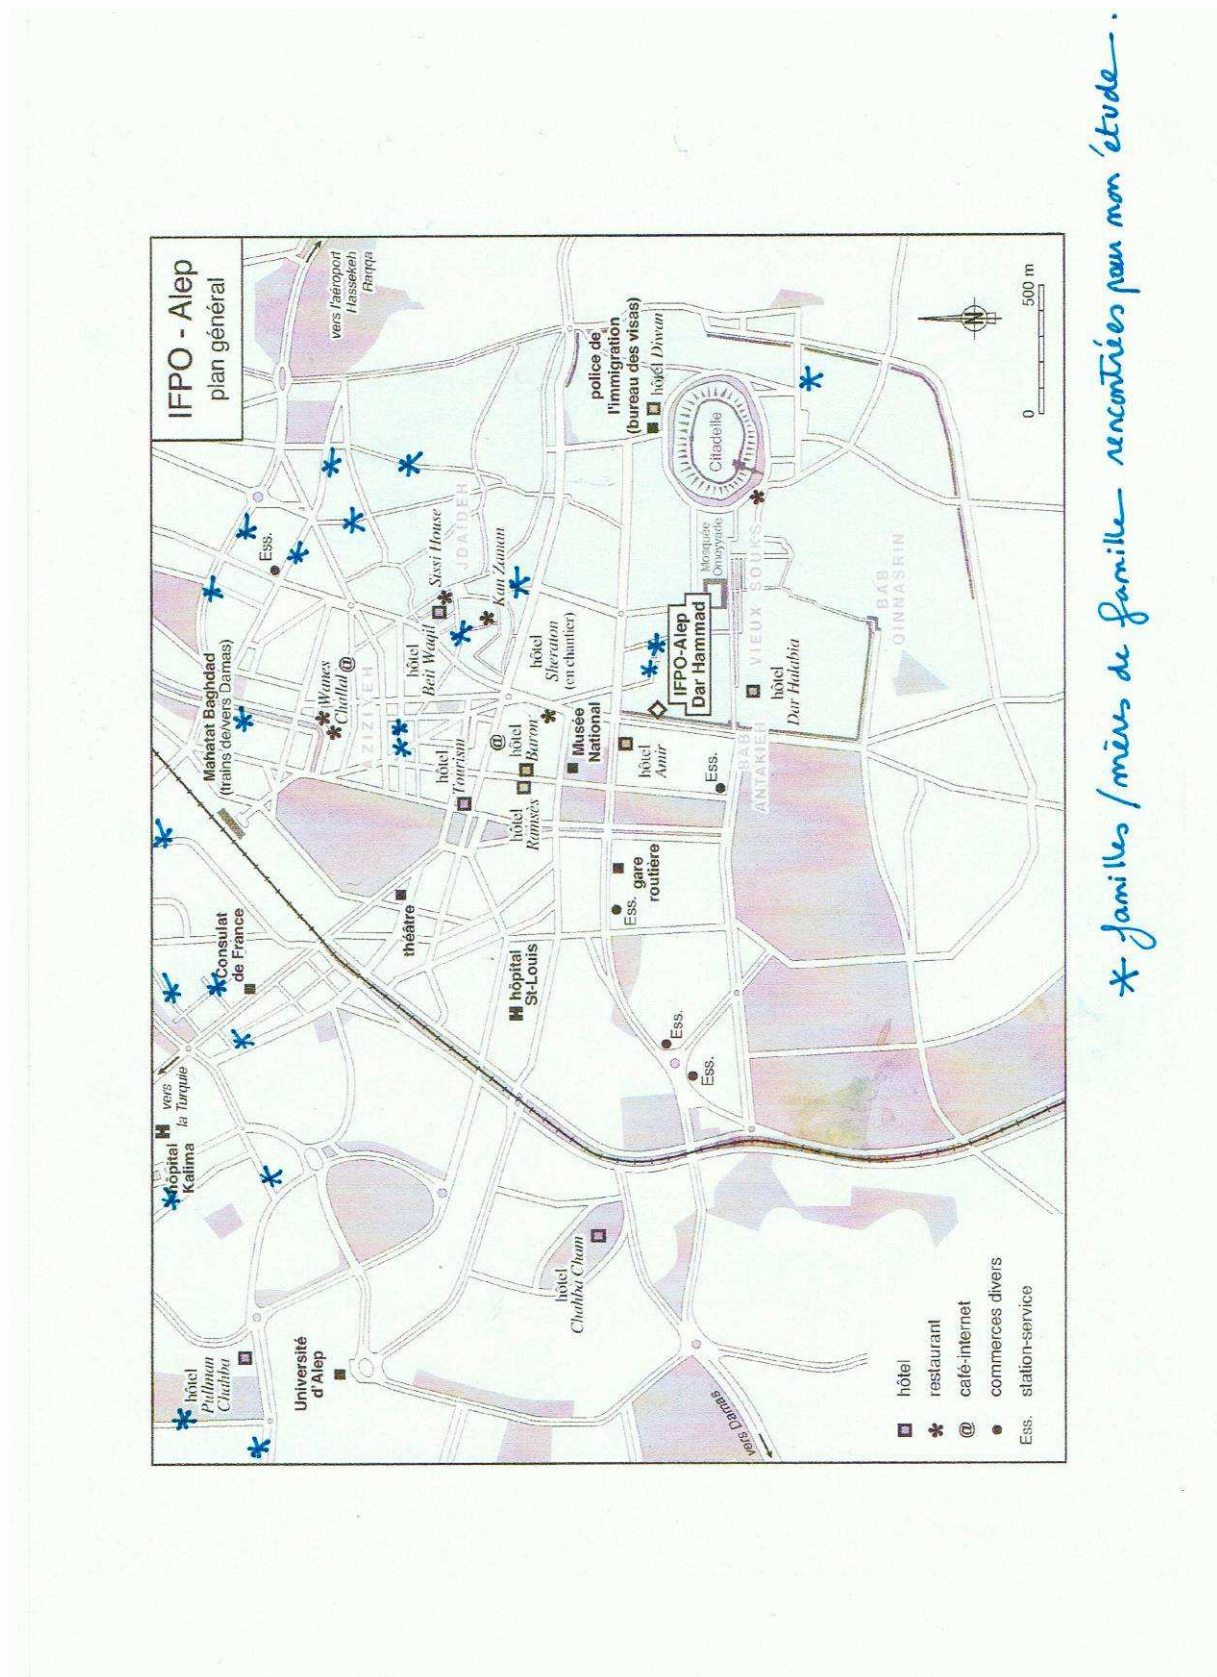 IFPO - Alep
plan général
vers l'aéroport
Hassekeh
Raqqa
Mahatat Baghdad
(trains de/vers Damas)
Ess.
Wanes
Challal @
AZIZIYEH
hôtel
Beit Waqil
Sissi House
JDAIDEH
Kan Zaman
hôtel
Tourism
@
hôtel
Baron
hôtel
Ramsès
hôtel
Sheraton
(en chantier)
Musée
National
police de
l'immigration
(bureau des visas)
hôtel Diwan
Citadelle
Mosquée
Omayyade
IFPO-Alep
Dar Hammad
VIEUX SOUKS
hôtel
Amir
Ess.
BAB
ANTAKIEH
hôtel
Dar Halabia
BAB
QINNASRIN
0 500 m
N
Consulat
de France
théâtre
H hôpital
St-Louis
gare
routière
Ess.
Ess.
Ess.
vers
la Turquie
H
hôpital
Kalima
hôtel
Pullman
Chahba
Université
d'Alep
hôtel
Chahba Cham
vers Damas
hôtel
restaurant
@ café-internet
commerces divers
Ess. station-service
* familles / mères de famille rencontrées pour mon étude.